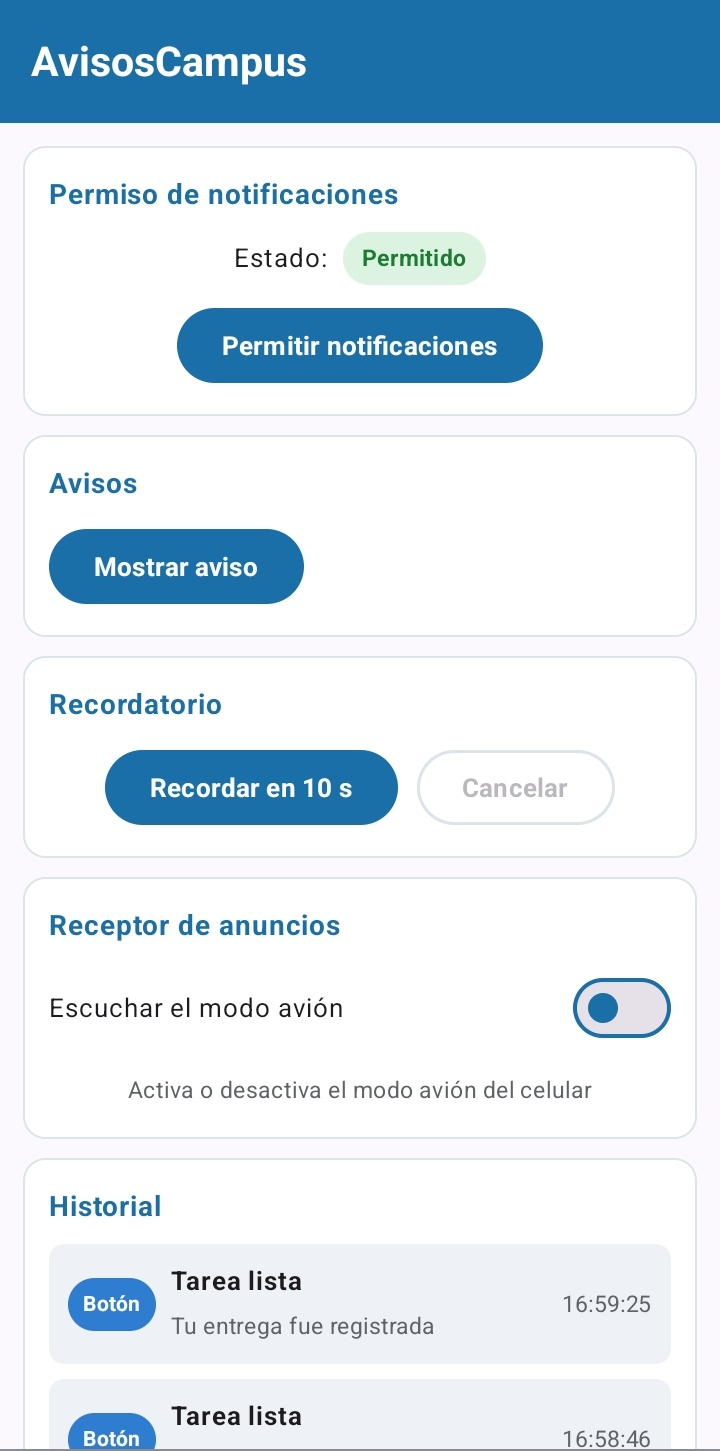 AvisosCampus
Permiso de notificaciones
Estado: Permitido
Permitir notificaciones
Avisos
Mostrar aviso
Recordatorio
Recordar en 10 s Cancelar
Receptor de anuncios
Escuchar el modo avión
Activa o desactiva el modo avión del celular
Historial
Tarea lista
Botón 16:59:25
Tu entrega fue registrada
Tarea lista
Botón 16:58:46